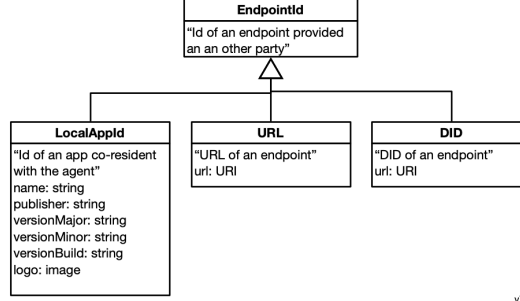 EndpointId
“Id of an endpoint provided
an an other party”
LocalAppId
“Id of an app co-resident
with the agent”
name: string
publisher: string
versionMajor: string
versionMinor: string
versionBuild: string
logo: image
URL
“URL of an endpoint”
url: URI
DID
“DID of an endpoint”
url: URI